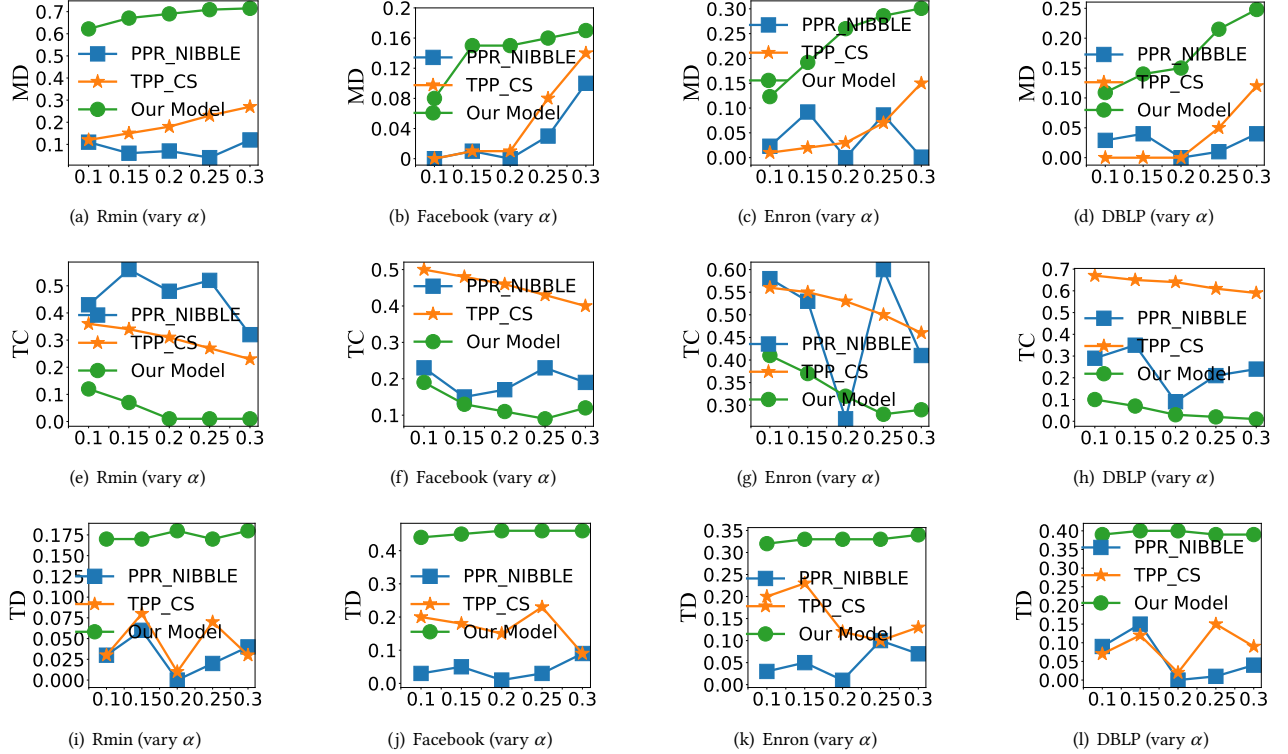 0.7
0.6
0.5
0.4
0.3
0.2
0.1
MD
PPR_NIBBLE
TPP_CS
Our Model
0.1 0.15 0.2 0.25 0.3
(a) Rmin (vary α)
0.2
0.16
0.12
0.08
0.04
0
MD
PPR_NIBBLE
TPP_CS
Our Model
0.1 0.15 0.2 0.25 0.3
(b) Facebook (vary α)
0.30
0.25
0.20
0.15
0.10
0.05
0.00
MD
PPR_NIBBLE
TPP_CS
Our Model
0.1 0.15 0.2 0.25 0.3
(c) Enron (vary α)
0.25
0.20
0.15
0.10
0.05
0.00
MD
PPR_NIBBLE
TPP_CS
Our Model
0.1 0.15 0.2 0.25 0.3
(d) DBLP (vary α)
0.5
0.4
0.3
0.2
0.1
0.0
TC
PPR_NIBBLE
TPP_CS
Our Model
0.1 0.15 0.2 0.25 0.3
(e) Rmin (vary α)
0.5
0.4
0.3
0.2
0.1
TC
PPR_NIBBLE
TPP_CS
Our Model
0.1 0.15 0.2 0.25 0.3
(f) Facebook (vary α)
0.60
0.55
0.50
0.45
0.40
0.35
0.30
TC
PPR_NIBBLE
TPP_CS
Our Model
0.1 0.15 0.2 0.25 0.3
(g) Enron (vary α)
0.7
0.6
0.5
0.4
0.3
0.2
0.1
0.0
TC
PPR_NIBBLE
TPP_CS
Our Model
0.1 0.15 0.2 0.25 0.3
(h) DBLP (vary α)
0.175
0.150
0.125
0.100
0.075
0.050
0.025
0.000
TD
PPR_NIBBLE
TPP_CS
Our Model
0.1 0.15 0.2 0.25 0.3
(i) Rmin (vary α)
0.4
0.3
0.2
0.1
0.0
TD
PPR_NIBBLE
TPP_CS
Our Model
0.1 0.15 0.2 0.25 0.3
(j) Facebook (vary α)
0.35
0.30
0.25
0.20
0.15
0.10
0.05
0.00
TD
PPR_NIBBLE
TPP_CS
Our Model
0.1 0.15 0.2 0.25 0.3
(k) Enron (vary α)
0.40
0.35
0.30
0.25
0.20
0.15
0.10
0.05
0.00
TD
PPR_NIBBLE
TPP_CS
Our Model
0.1 0.15 0.2 0.25 0.3
(l) DBLP (vary α)